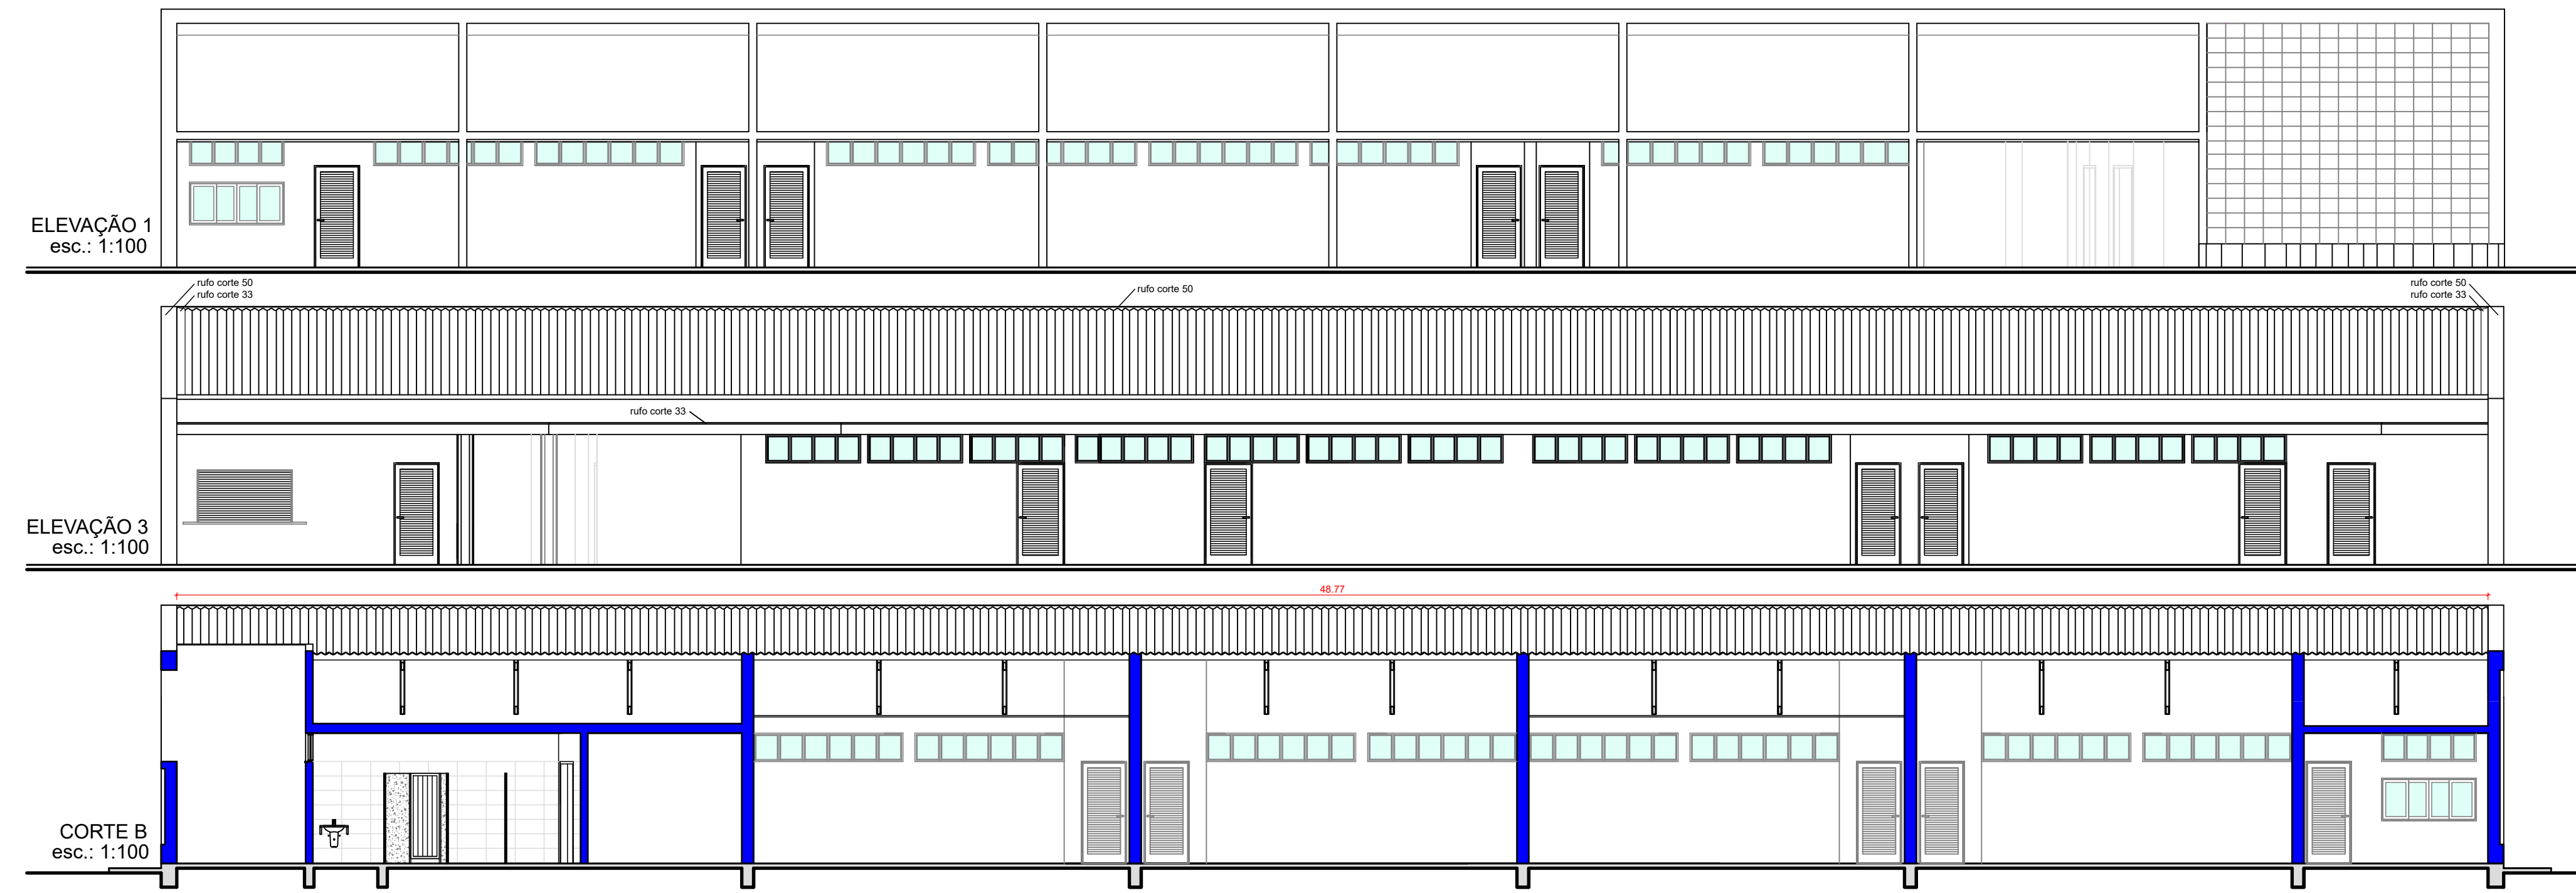 ELEVAÇÃO 1
esc.: 1:100
rufo corte 50
rufo corte 33
rufo corte 50
rufo corte 50
rufo corte 33
rufo corte 33
ELEVAÇÃO 3
esc.: 1:100
48.77
CORTE B
esc.: 1:100